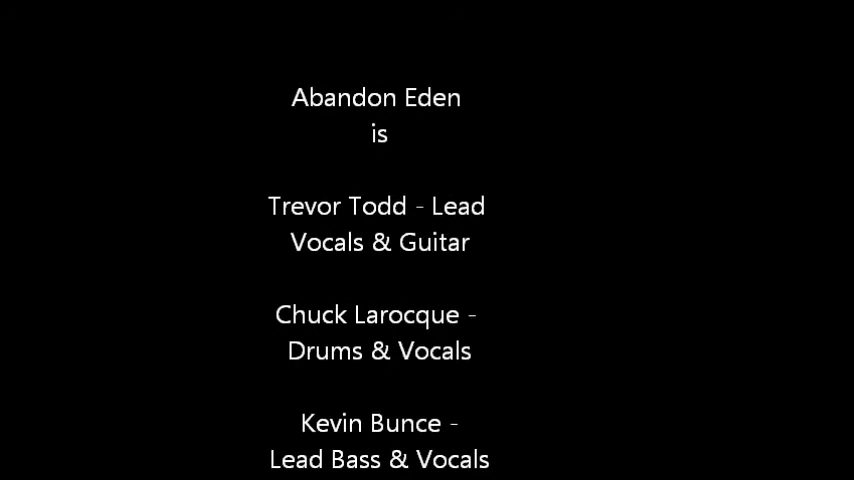 Abandon Eden
is
Trevor Todd - Lead
Vocals & Guitar
Chuck Larocque -
Drums & Vocals
Kevin Bunce -
Lead Bass & Vocals